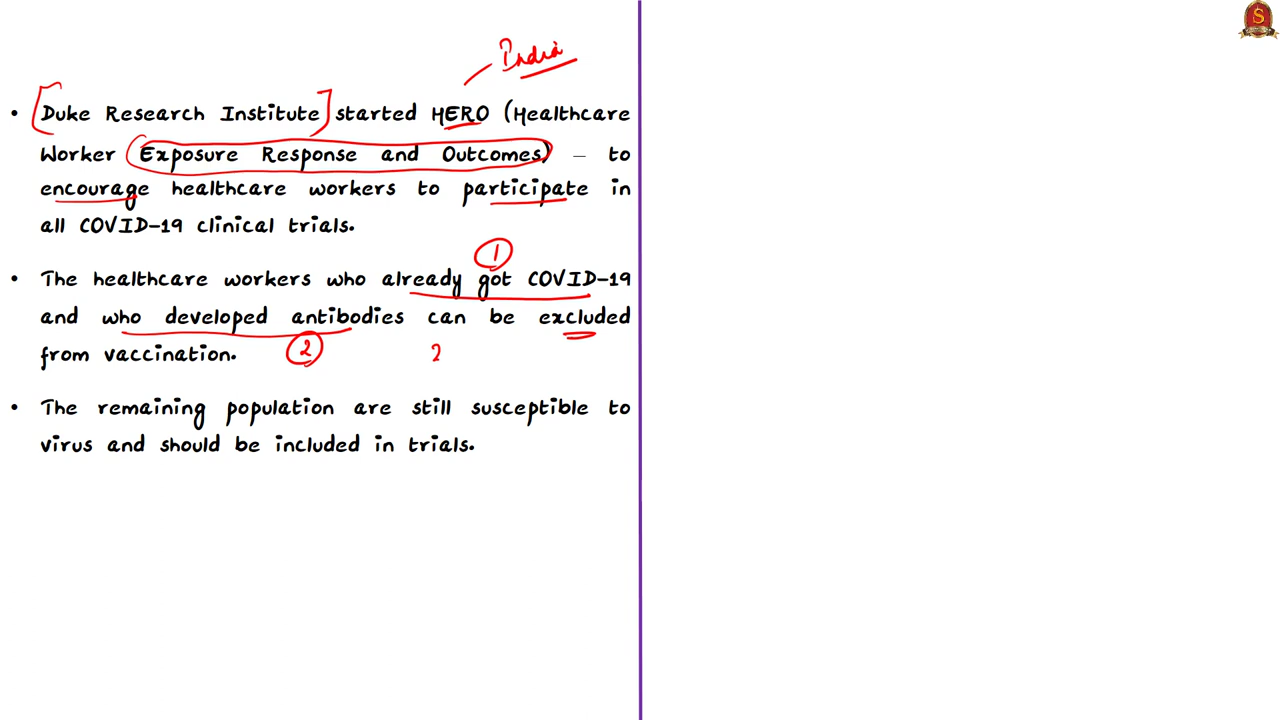 India
• Duke Research Institute started HERO (Healthcare
Worker Exposure Response and Outcomes) – to
encourage healthcare workers to participate in
all COVID-19 clinical trials.
1
• The healthcare workers who already got COVID-19
and who developed antibodies can be excluded
from vaccination.
2
• The remaining population are still susceptible to
virus and should be included in trials.
S